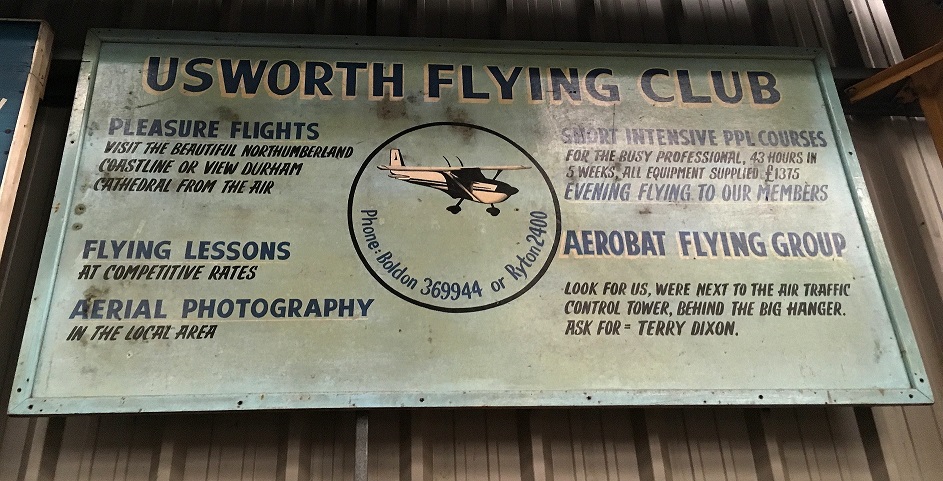 USWORTH FLYING CLUB
PLEASURE FLIGHTS
VISIT THE BEAUTIFUL NORTHUMBERLAND
COASTLINE OR VIEW DURHAM
CATHEDRAL FROM THE AIR
FLYING LESSONS
AT COMPETITIVE RATES
AERIAL PHOTOGRAPHY
IN THE LOCAL AREA
Phone: Boldon 369944 or Ryton 2400
SHORT INTENSIVE PPL COURSES
FOR THE BUSY PROFESSIONAL, 43 HOURS IN
5 WEEKS, ALL EQUIPMENT SUPPLIED £1375
EVENING FLYING TO OUR MEMBERS
AEROBAT FLYING GROUP
LOOK FOR US, WERE NEXT TO THE AIR TRAFFIC
CONTROL TOWER, BEHIND THE BIG HANGER.
ASK FOR = TERRY DIXON.